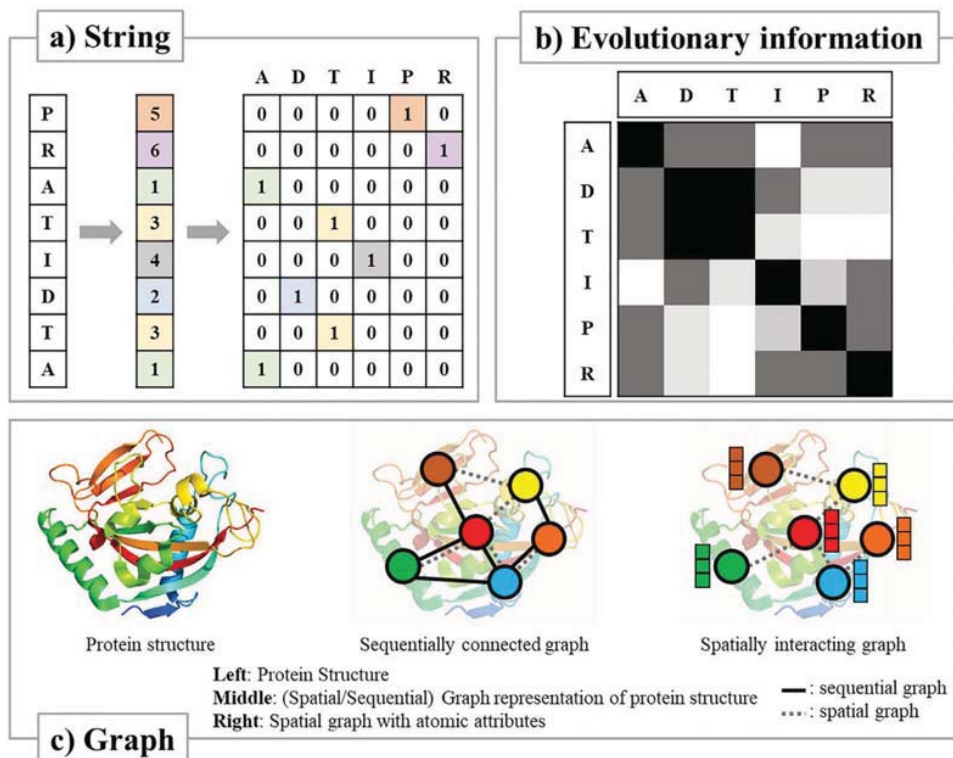 a) String
A D T I P R
P 5 0 0 0 0 1 0
R 6 0 0 0 0 0 1
A 1 1 0 0 0 0 0
T 3 0 0 1 0 0 0
I 4 0 0 0 1 0 0
D 2 0 1 0 0 0 0
T 3 0 0 1 0 0 0
A 1 1 0 0 0 0 0
b) Evolutionary information
A D T I P R
A
D
T
I
P
R
Protein structure
Sequentially connected graph
Spatially interacting graph
Left: Protein Structure
Middle: (Spatial/Sequential) Graph representation of protein structure
Right: Spatial graph with atomic attributes
: sequential graph
: spatial graph
c) Graph